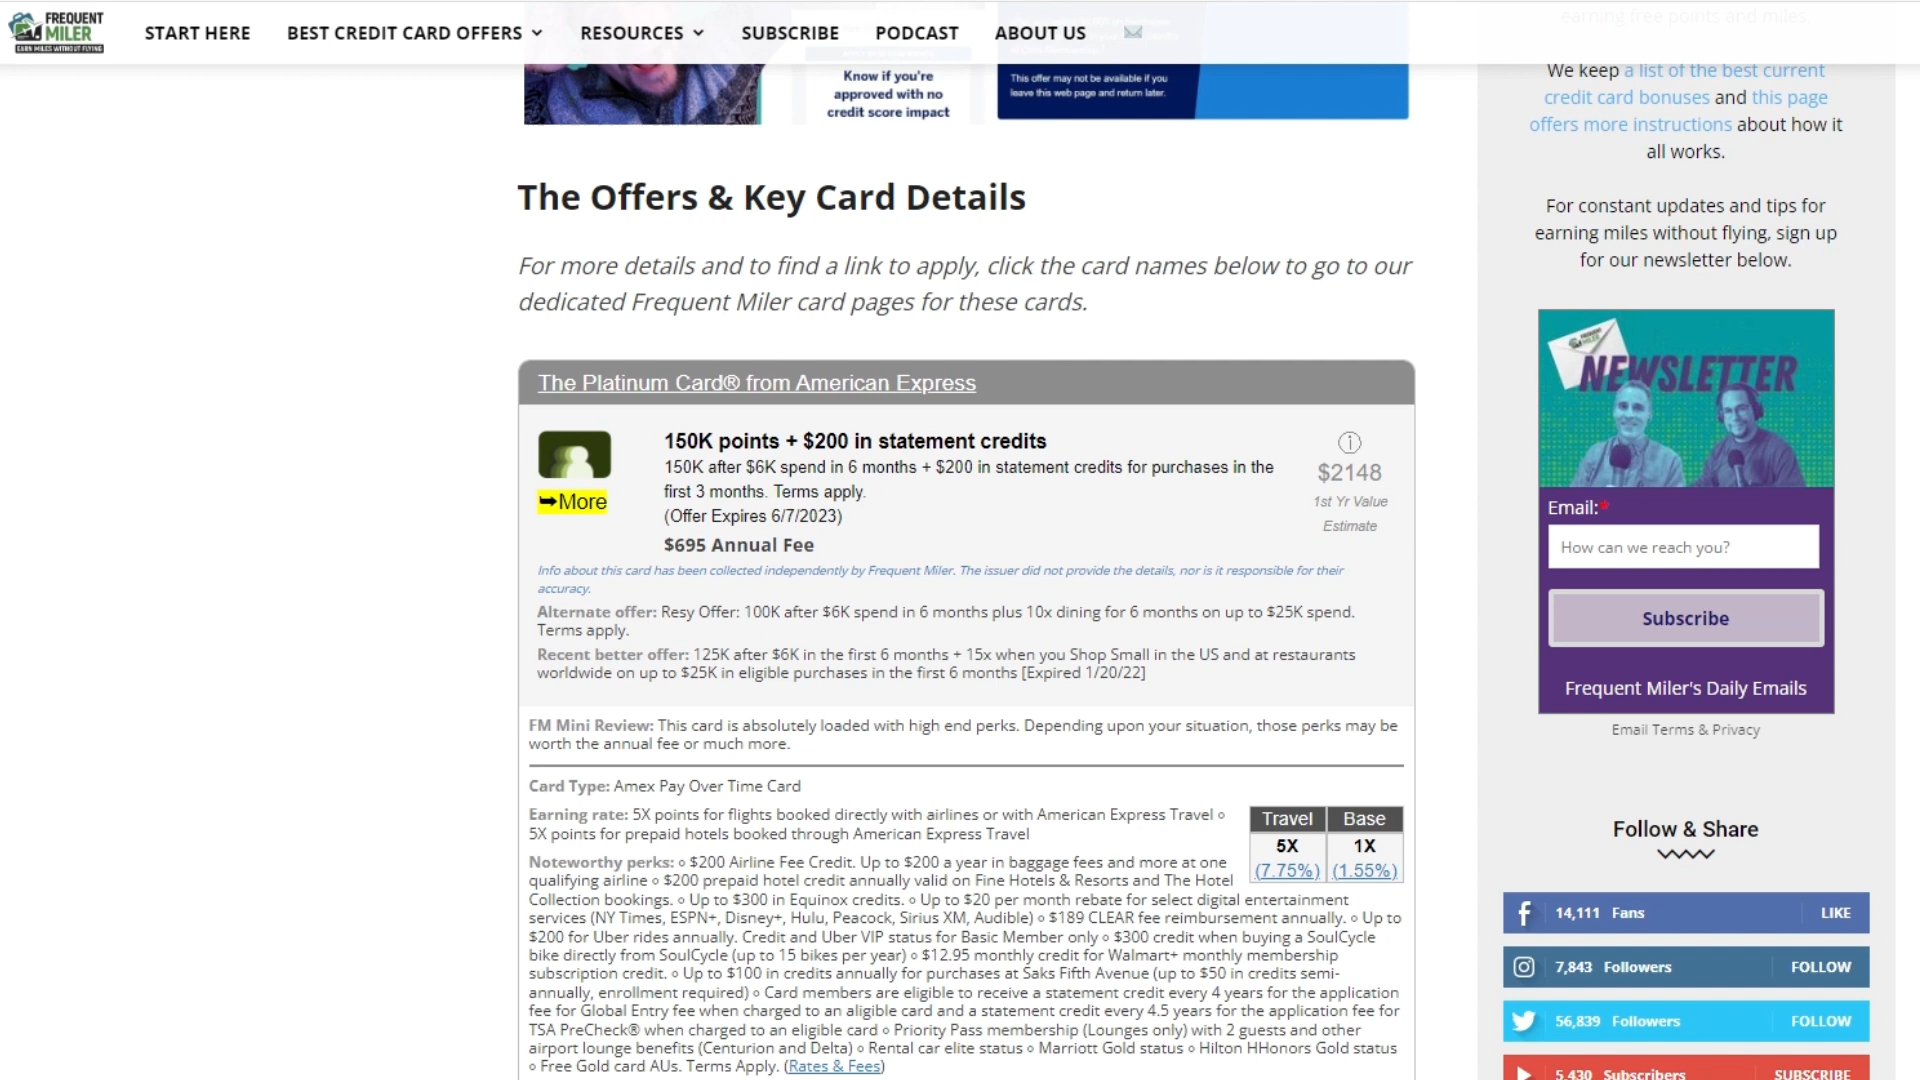 FREQUENT
MILER
EARN MILES WITHOUT FLYING
START HERE
BEST CREDIT CARD OFFERS
RESOURCES
SUBSCRIBE
PODCAST
ABOUT US
Know if you're
approved with no
credit score impact
This offer may not be available if you
leave this web page and return later.
The Offers & Key Card Details
For more details and to find a link to apply, click the card names below to go to our
dedicated Frequent Miler card pages for these cards.
The Platinum Card® from American Express
➥More
150K points + $200 in statement credits
150K after $6K spend in 6 months + $200 in statement credits for purchases in the
first 3 months. Terms apply.
(Offer Expires 6/7/2023)
$695 Annual Fee
$2148
1st Yr Value
Estimate
Info about this card has been collected independently by Frequent Miler. The issuer did not provide the details, nor is it responsible for their
accuracy.
Alternate offer: Resy Offer: 100K after $6K spend in 6 months plus 10x dining for 6 months on up to $25K spend.
Terms apply.
Recent better offer: 125K after $6K in the first 6 months + 15x when you Shop Small in the US and at restaurants
worldwide on up to $25K in eligible purchases in the first 6 months [Expired 1/20/22]
FM Mini Review: This card is absolutely loaded with high end perks. Depending upon your situation, those perks may be
worth the annual fee or much more.
Card Type: Amex Pay Over Time Card
Earning rate: 5X points for flights booked directly with airlines or with American Express Travel ∘
5X points for prepaid hotels booked through American Express Travel
Travel Base
5X 1X
(7.75%) (1.55%)
Noteworthy perks: ∘ $200 Airline Fee Credit. Up to $200 a year in baggage fees and more at one
qualifying airline ∘ $200 prepaid hotel credit annually valid on Fine Hotels & Resorts and The Hotel
Collection bookings. ∘ Up to $300 in Equinox credits. ∘ Up to $20 per month rebate for select digital entertainment
services (NY Times, ESPN+, Disney+, Hulu, Peacock, Sirius XM, Audible) ∘ $189 CLEAR fee reimbursement annually. ∘ Up to
$200 for Uber rides annually. Credit and Uber VIP status for Basic Member only ∘ $300 credit when buying a SoulCycle
bike directly from SoulCycle (up to 15 bikes per year) ∘ $12.95 monthly credit for Walmart+ monthly membership
subscription credit. ∘ Up to $100 in credits annually for purchases at Saks Fifth Avenue (up to $50 in credits semi-
annually, enrollment required) ∘ Card members are eligible to receive a statement credit every 4 years for the application
fee for Global Entry fee when charged to an aligible card and a statement credit every 4.5 years for the application fee for
TSA PreCheck® when charged to an eligible card ∘ Priority Pass membership (Lounges only) with 2 guests and other
airport lounge benefits (Centurion and Delta) ∘ Rental car elite status ∘ Marriott Gold status ∘ Hilton HHonors Gold status
∘ Free Gold card AUs. Terms Apply. (Rates & Fees)
earning free points and miles.
We keep a list of the best current
credit card bonuses and this page
offers more instructions about how it
all works.
For constant updates and tips for
earning miles without flying, sign up
for our newsletter below.
NEWSLETTER
Email:*
How can we reach you?
Subscribe
Frequent Miler's Daily Emails
Email Terms & Privacy
Follow & Share
14,111 Fans LIKE
7,843 Followers FOLLOW
56,839 Followers FOLLOW
5,430 Subscribers SUBSCRIBE